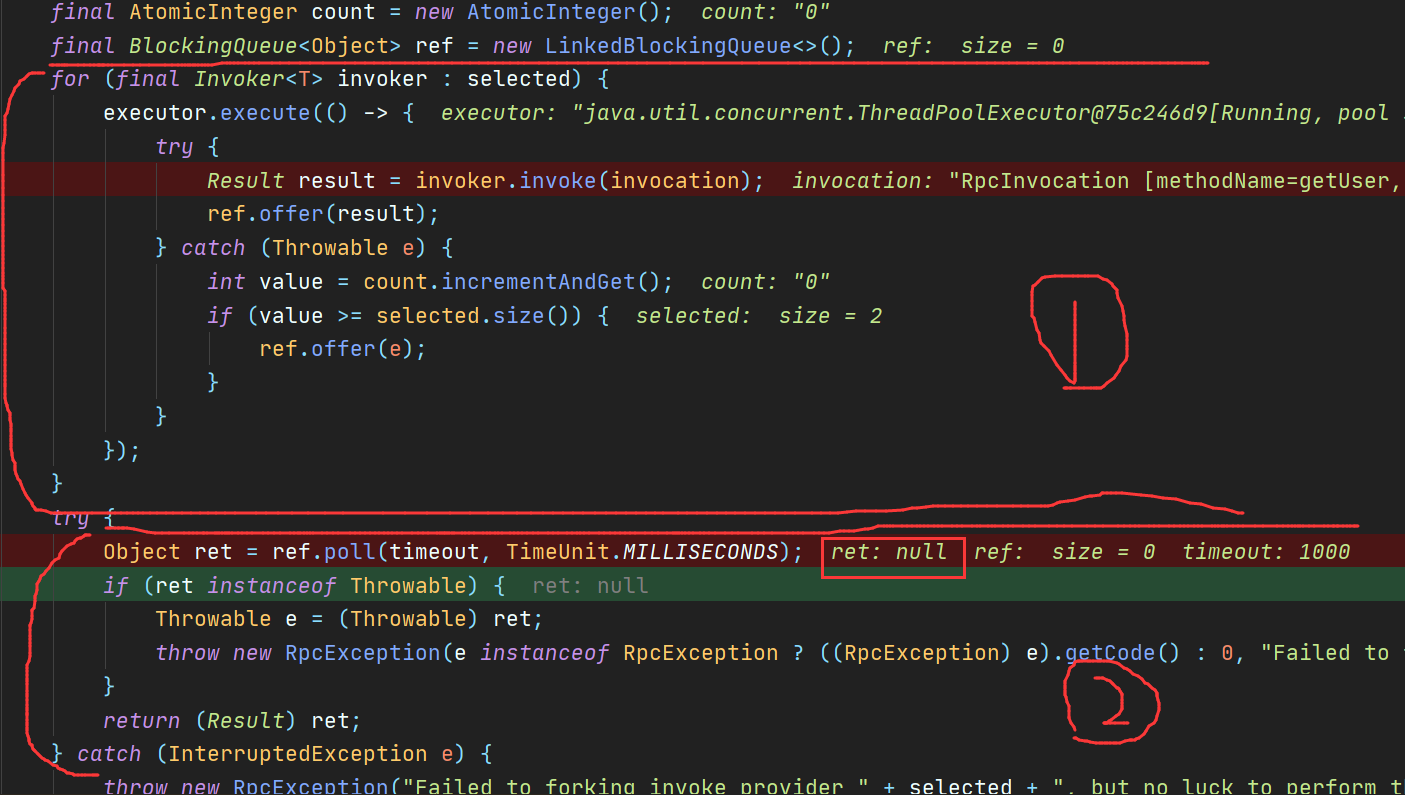 final AtomicInteger count = new AtomicInteger(); count: "0"
final BlockingQueue<Object> ref = new LinkedBlockingQueue<>(); ref: size = 0
for (final Invoker<T> invoker : selected) {
executor.execute(() -> { executor: "java.util.concurrent.ThreadPoolExecutor@75c246d9[Running, pool
try {
Result result = invoker.invoke(invocation); invocation: "RpcInvocation [methodName=getUser,
ref.offer(result);
} catch (Throwable e) {
int value = count.incrementAndGet(); count: "0"
if (value >= selected.size()) { selected: size = 2
ref.offer(e);
}
}
1
});
}
try {
Object ret = ref.poll(timeout, TimeUnit.MILLISECONDS); ret: null ref: size = 0 timeout: 1000
if (ret instanceof Throwable) { ret: null
Throwable e = (Throwable) ret;
throw new RpcException(e instanceof RpcException ? ((RpcException) e).getCode() : 0, "Failed to
}
2
return (Result) ret;
} catch (InterruptedException e) {
throw new RpcException("Failed to forking invoke provider " + selected + ", but no luck to perform